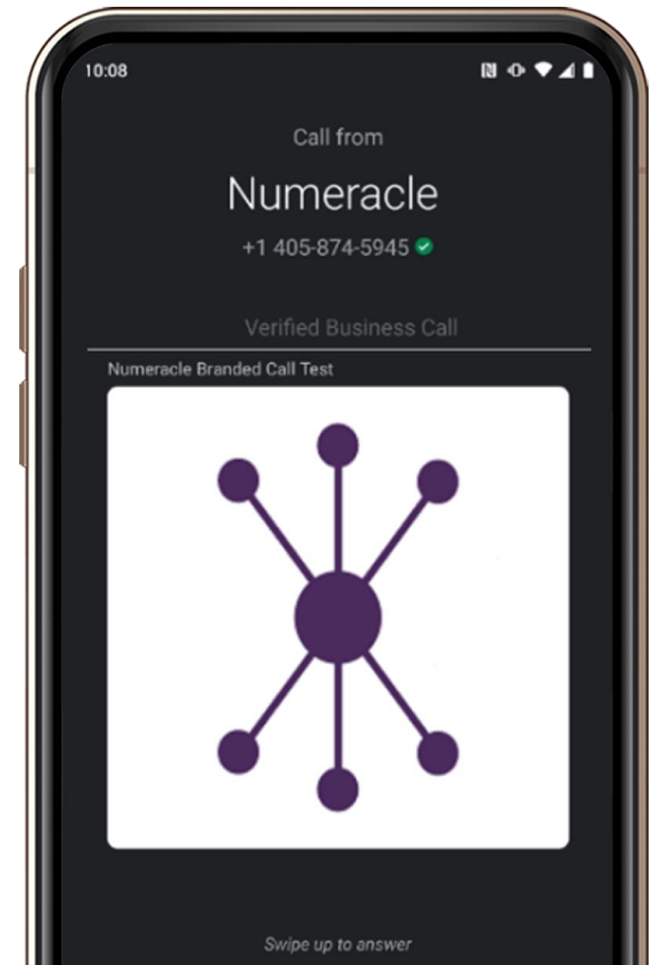 10:08
Call from
Numeracle
+1 405-874-5945
Verified Business Call
Numeracle Branded Call Test
Swipe up to answer